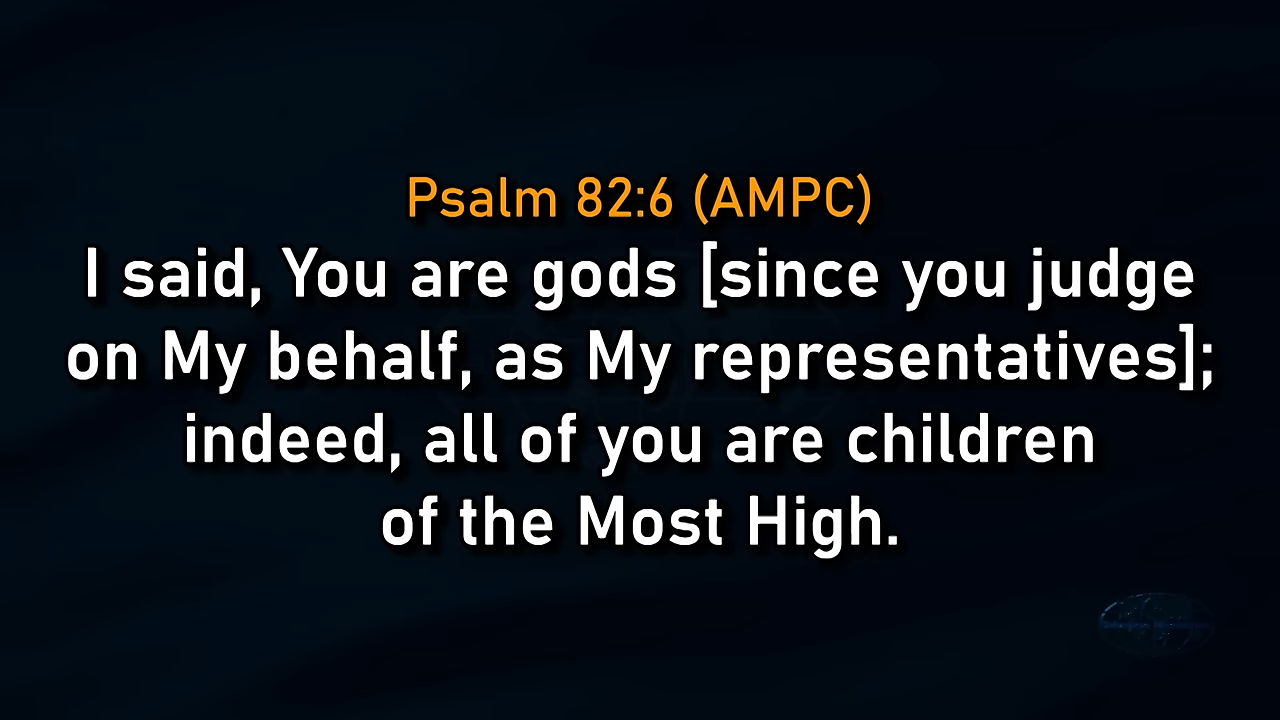 Psalm 82:6 (AMPC)
I said, You are gods [since you judge
on My behalf, as My representatives];
indeed, all of you are children
of the Most High.